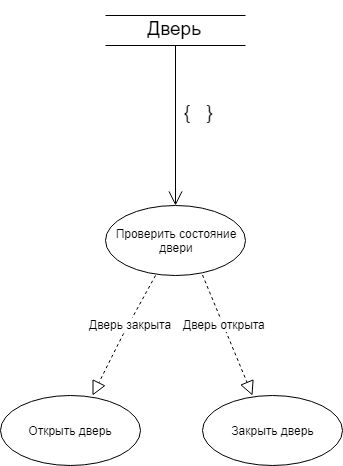 Дверь
{ }
Проверить состояние
двери
Дверь закрыта
Дверь открыта
Открыть дверь
Закрыть дверь